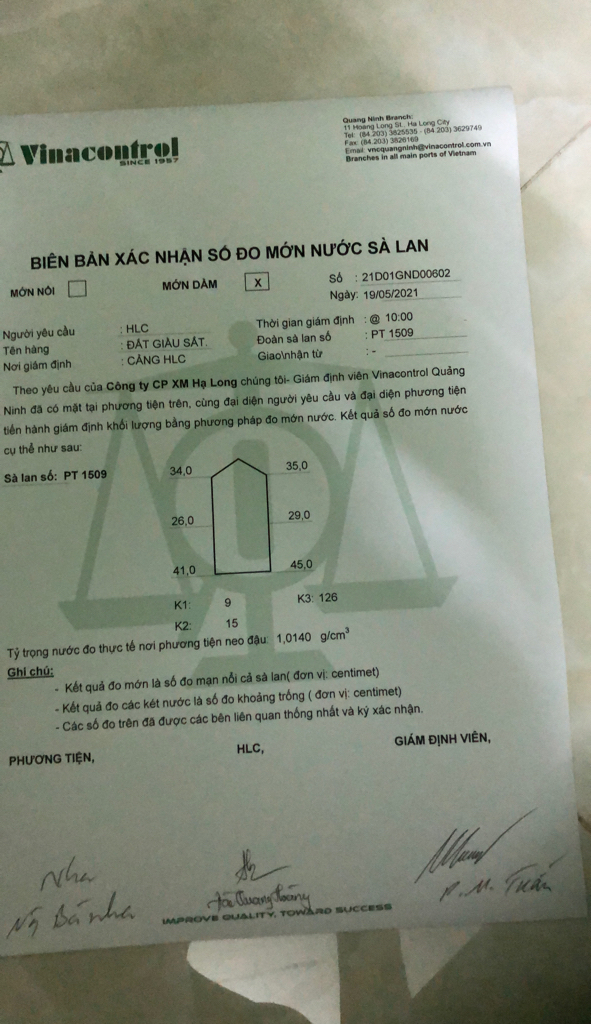 Vinacontrol
SINCE 1957
Quang Ninh Branch:
11 Hoang Long St., Ha Long City
Tel: (84.203) 3825535 - (84.203) 3629749
Fax: (84.203) 3826169
Email: vncquangninh@vinacontrol.com.vn
Branches in all main ports of Vietnam
BIÊN BẢN XÁC NHẬN SỐ ĐO MỚN NƯỚC SÀ LAN
MỚN NỔI
MỚN DẰM X
Số : 21D01GND00602
Ngày: 19/05/2021
Người yêu cầu : HLC
Tên hàng : ĐẤT GIÀU SẮT.
Nơi giám định : CẢNG HLC
Thời gian giám định : @ 10:00
Đoàn sà lan số : PT 1509
Giao\nhận từ : -
Theo yêu cầu của Công ty CP XM Hạ Long chúng tôi- Giám định viên Vinacontrol Quảng
Ninh đã có mặt tại phương tiện trên, cùng đại diện người yêu cầu và đại diện phương tiện
tiến hành giám định khối lượng bằng phương pháp đo mớn nước. Kết quả số đo mớn nước
cụ thể như sau:
Sà lan số: PT 1509
34,0 35,0
26,0 29,0
41,0 45,0
K1: 9 K3: 126
K2: 15
Tỷ trọng nước đo thực tế nơi phương tiện neo đậu: 1,0140 g/cm³
Ghi chú:
- Kết quả đo mớn là số đo mạn nổi cả sà lan( đơn vị: centimet)
- Kết quả đo các két nước là số đo khoảng trống ( đơn vị: centimet)
- Các số đo trên đã được các bên liên quan thống nhất và ký xác nhận.
PHƯƠNG TIỆN, HLC, GIÁM ĐỊNH VIÊN,
Nha
Bá nha
Quang Hoàng
P. M. Tuấn
IMPROVE QUALITY, TOWARD SUCCESS